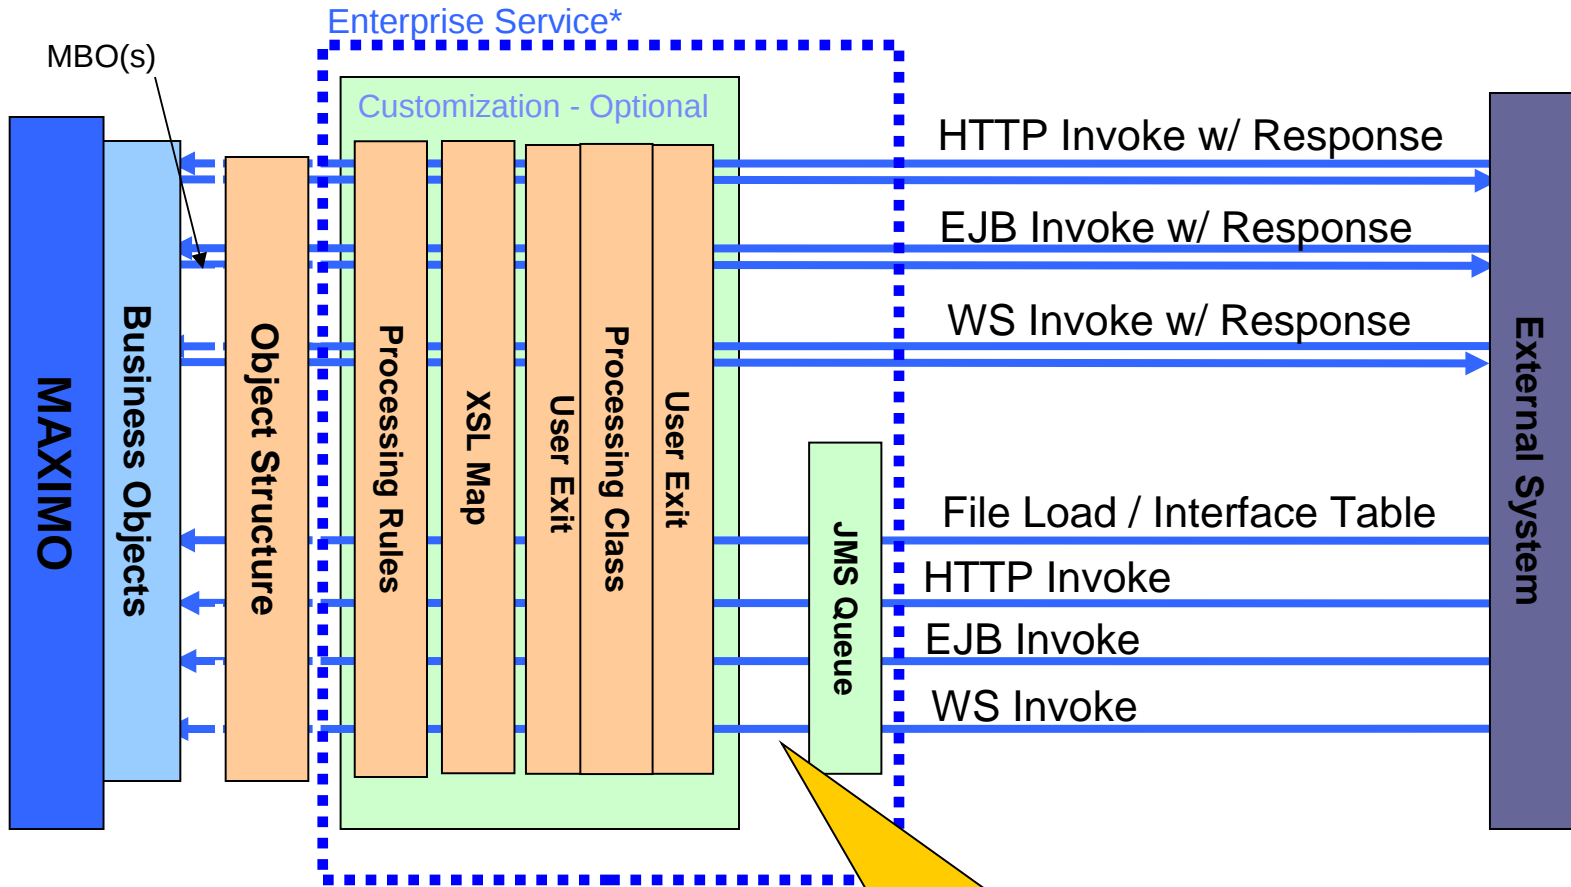 Enterprise Service*
MBO(s)
Customization - Optional
HTTP Invoke w/ Response
EJB Invoke w/ Response
WS Invoke w/ Response
File Load / Interface Table
HTTP Invoke
EJB Invoke
WS Invoke
MAXIMO
Business Objects
Object Structure
Processing Rules
XSL Map
User Exit
Processing Class
User Exit
JMS Queue
External System